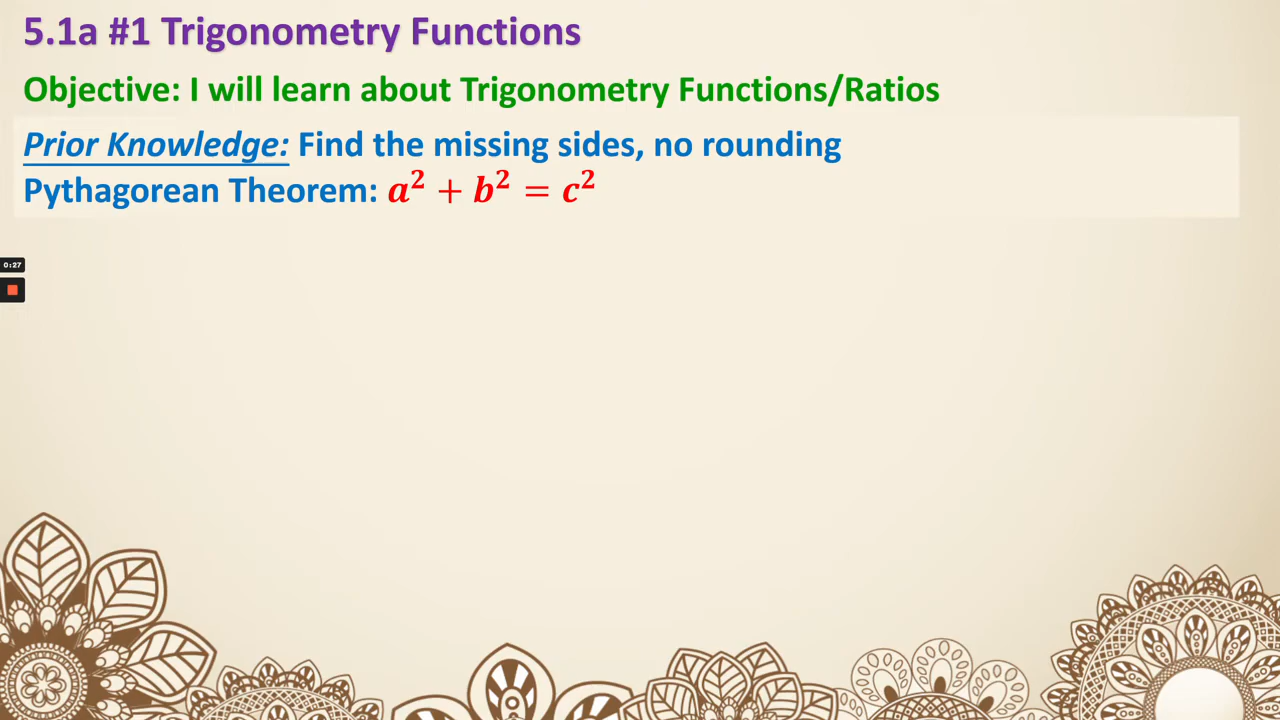 5.1a #1 Trigonometry Functions
Objective: I will learn about Trigonometry Functions/Ratios
Prior Knowledge: Find the missing sides, no rounding
Pythagorean Theorem: a² + b² = c²
0:27